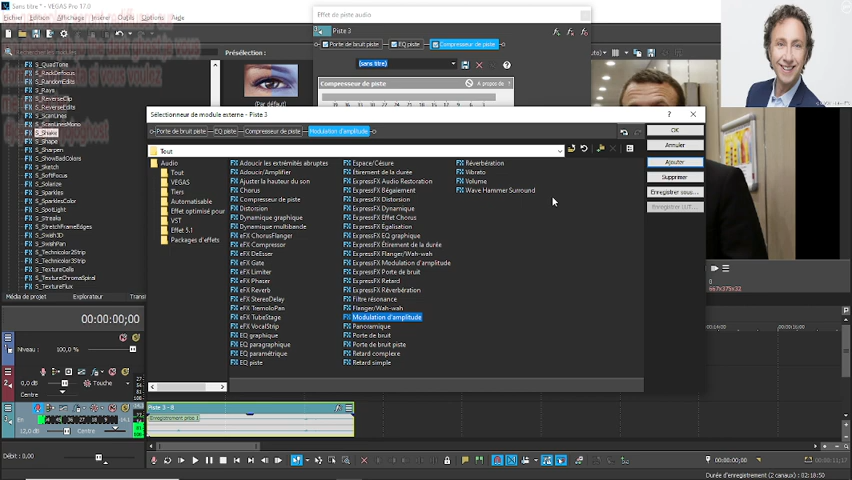 Sans titre * - VEGAS Pro 17.0
Fichier Edition Affichage Insérer Outils Options Aide
S_QuadTone
S_RackDefocus
S_RandomEdits
S_Rays
S_ReverseClip
S_ReverseEdits
S_ScanLines
S_ScanLinesMono
S_Shake
S_Shape
S_Sharpen
S_ShowBadColors
S_Sketch
S_SoftFocus
S_Sparkles
S_SparklesColor
S_SpotLight
S_Streaks
S_StretchFrameEdges
S_Swish3D
S_SwishPan
S_Technicolor2Strip
S_Technicolor3Strip
S_TextureCells
S_TextureChromaSpiral
S_TextureFlux
Média de projet
Explorateur
Présélection :
(Par défaut)
Effet de piste audio
Piste 3
Porte de bruit piste
EQ piste
Compresseur de piste
(sans titre)
Compresseur de piste
A propos de
Sélectionneur de module externe - Piste 3
Porte de bruit piste
EQ piste
Compresseur de piste
Modulation d'amplitude
Tout
Audio
Tout
VEGAS
Tiers
Automatisable
Effet optimisé pour
VST
Effet 5.1
Packages d'effets
Adoucir les extrémités abruptes
Adoucir/Amplifier
Ajuster la hauteur du son
Chorus
Compresseur de piste
Distorsion
Dynamique graphique
Dynamique multibande
eFX ChorusFlanger
eFX Compressor
eFX DeEsser
eFX Gate
eFX Limiter
eFX Phaser
eFX Reverb
eFX StereoDelay
eFX TremoloPan
eFX TubeStage
eFX VocalStrip
EQ graphique
EQ paragraphique
EQ paramétrique
EQ piste
Espace/Césure
Étirement de la durée
ExpressFX Audio Restoration
ExpressFX Bégaiement
ExpressFX Distorsion
ExpressFX Dynamique
ExpressFX Effet Chorus
ExpressFX Egalisation
ExpressFX EQ graphique
ExpressFX Étirement de la durée
ExpressFX Flanger/Wah-wah
ExpressFX Modulation d'amplitude
ExpressFX Porte de bruit
ExpressFX Retard
ExpressFX Réverbération
Filtre résonance
Flanger/Wah-wah
Modulation d'amplitude
Panoramique
Porte de bruit
Porte de bruit piste
Retard complexe
Retard simple
Réverbération
Vibrato
Volume
Wave Hammer Surround
OK
Annuler
Ajouter
Supprimer
Enregistrer sous...
00:00:00;00
Niveau : 100,0 %
0,0 dB
Touche
Centre
12,0 dB
Centre
Piste 3 - 8
Enregistrement prise 1
Débit : 0,00
00:00:00;00
Durée d'enregistrement (2 canaux) : 02:18:50